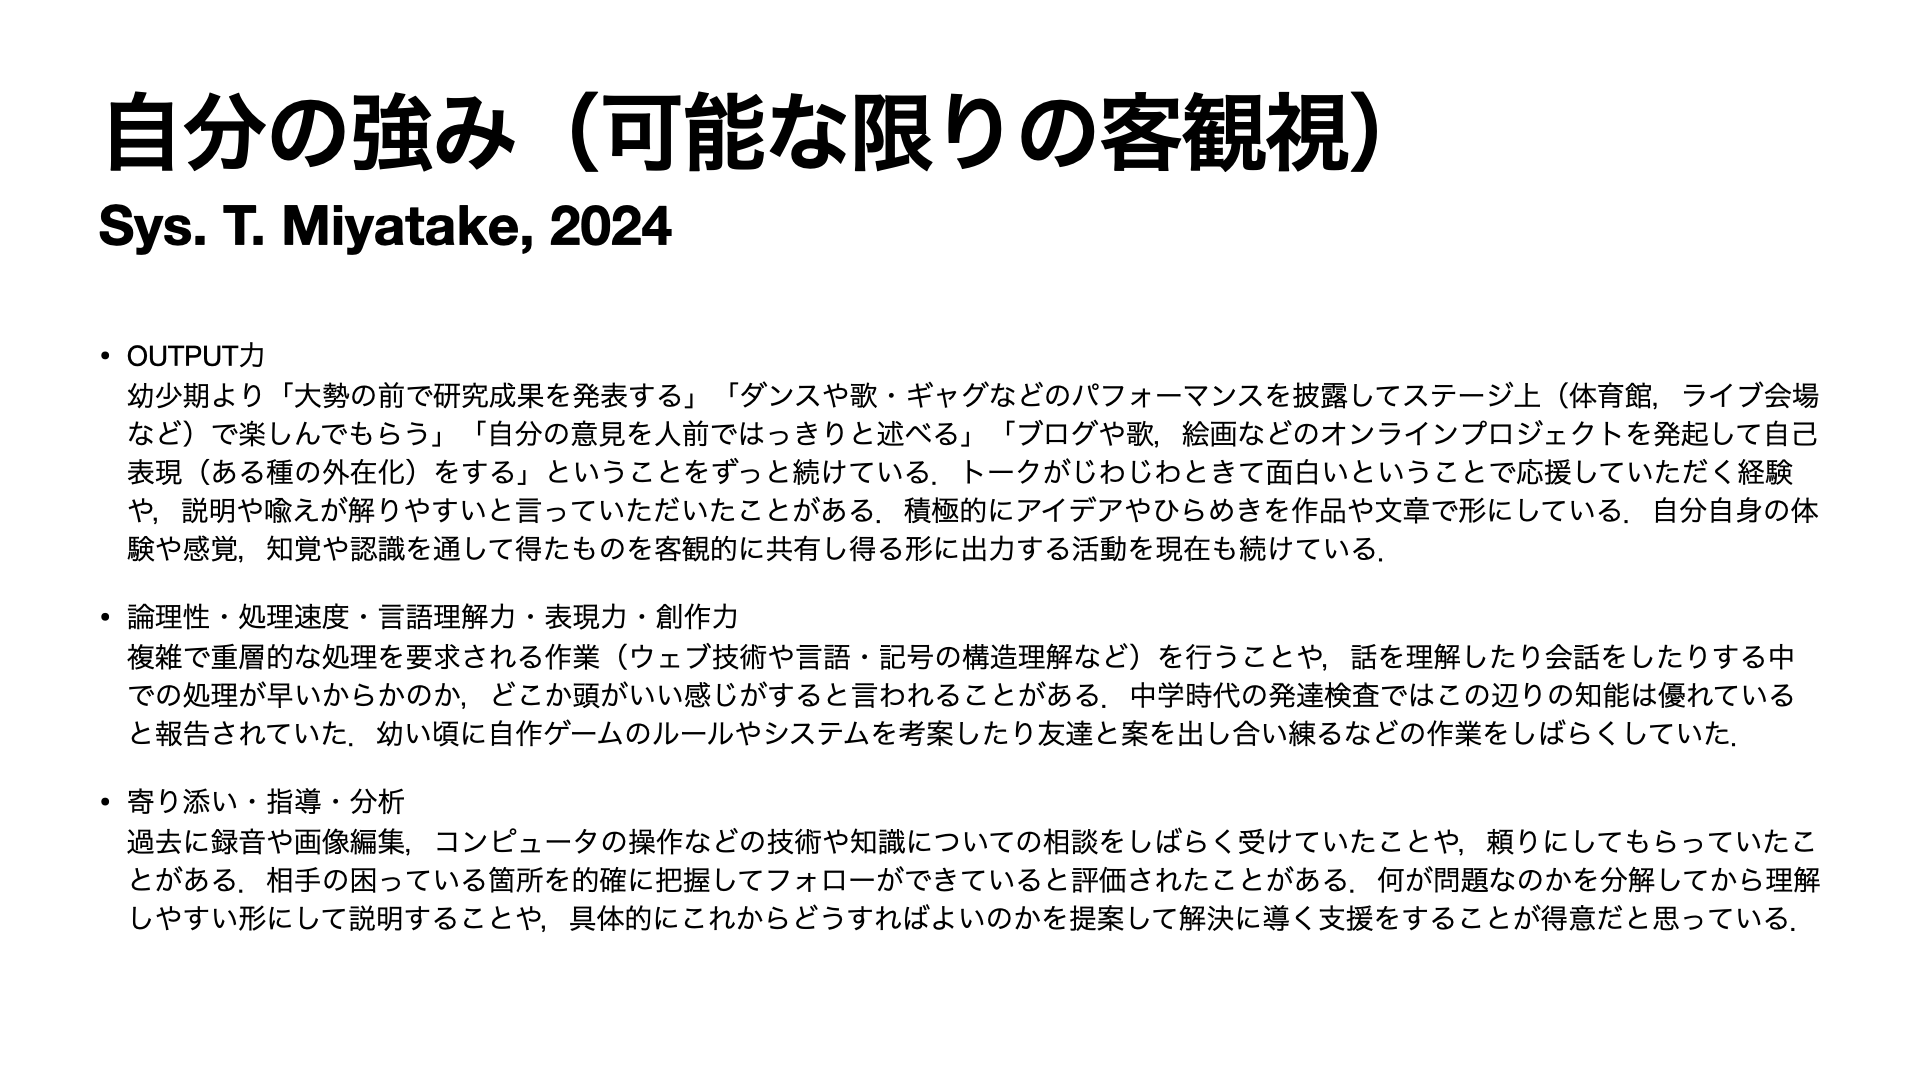 自分の強み（可能な限りの客観視）
Sys. T. Miyatake, 2024
• OUTPUT力
幼少期より「大勢の前で研究成果を発表する」「ダンスや歌・ギャグなどのパフォーマンスを披露してステージ上（体育館，ライブ会場
など）で楽しんでもらう」「自分の意見を人前ではっきりと述べる」「ブログや歌，絵画などのオンラインプロジェクトを発起して自己
表現（ある種の外在化）をする」ということをずっと続けている．トークがじわじわときて面白いということで応援していただく経験
や，説明や喩えが解りやすいと言っていただいたことがある．積極的にアイデアやひらめきを作品や文章で形にしている．自分自身の体
験や感覚，知覚や認識を通して得たものを客観的に共有し得る形に出力する活動を現在も続けている．
• 論理性・処理速度・言語理解力・表現力・創作力
複雑で重層的な処理を要求される作業（ウェブ技術や言語・記号の構造理解など）を行うことや，話を理解したり会話をしたりする中
での処理が早いからかのか，どこか頭がいい感じがすると言われることがある．中学時代の発達検査ではこの辺りの知能は優れている
と報告されていた．幼い頃に自作ゲームのルールやシステムを考案したり友達と案を出し合い練るなどの作業をしばらくしていた．
• 寄り添い・指導・分析
過去に録音や画像編集，コンピュータの操作などの技術や知識についての相談をしばらく受けていたことや，頼りにしてもらっていたこ
とがある．相手の困っている箇所を的確に把握してフォローができていると評価されたことがある．何が問題なのかを分解してから理解
しやすい形にして説明することや，具体的にこれからどうすればよいのかを提案して解決に導く支援をすることが得意だと思っている．